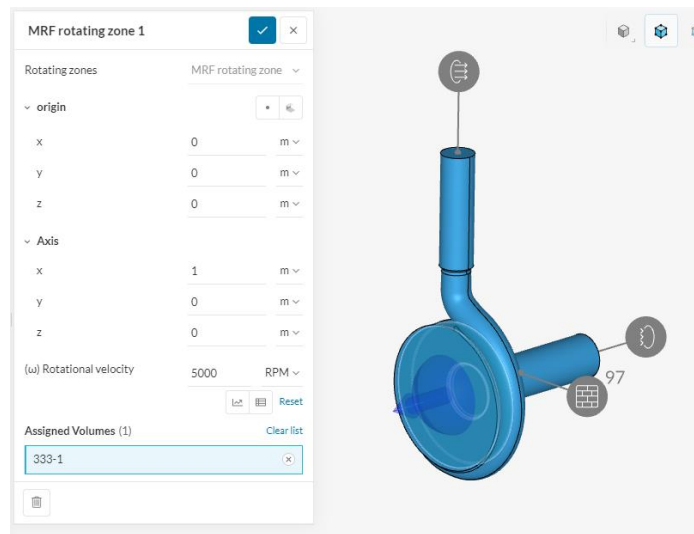 MRF rotating zone 1
Rotating zones MRF rotating zone
origin
x 0 m
y 0 m
z 0 m
Axis
x 1 m
y 0 m
z 0 m
(ω) Rotational velocity 5000 RPM
Reset
Assigned Volumes (1) Clear list
333-1
97